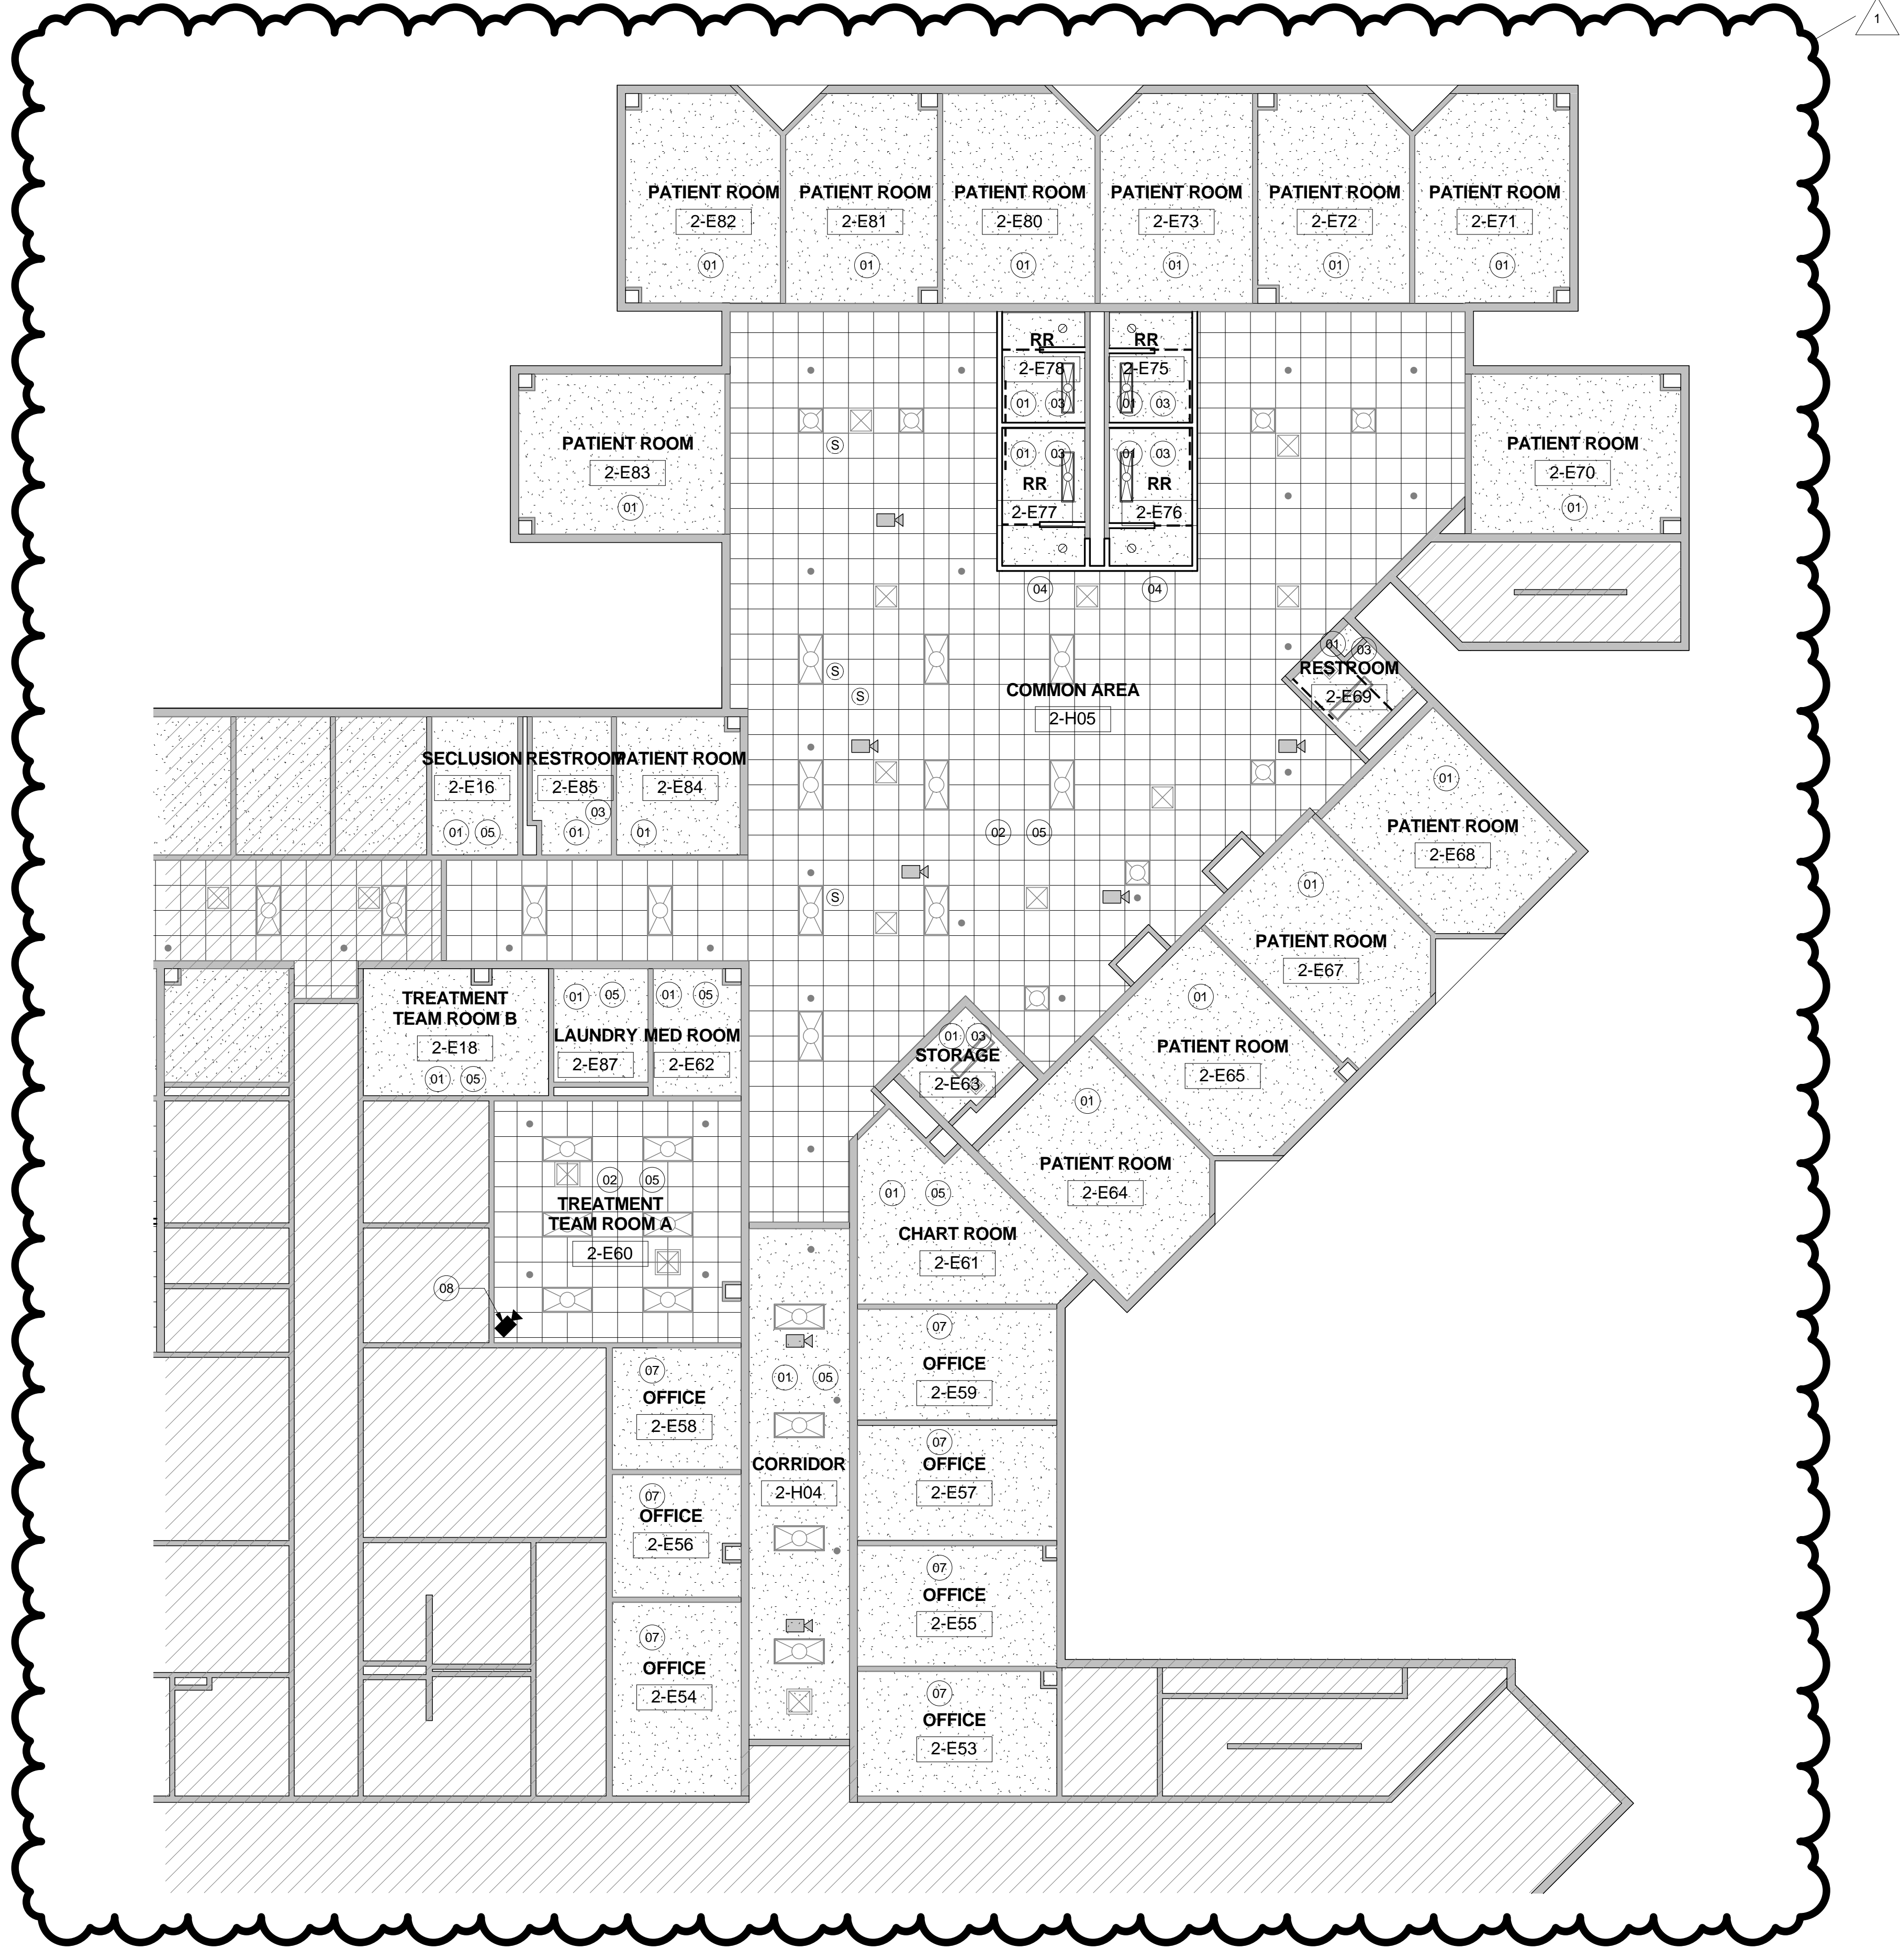 1
PATIENT ROOM
2-E82
01
PATIENT ROOM
2-E81
01
PATIENT ROOM
2-E80
01
PATIENT ROOM
2-E73
01
PATIENT ROOM
2-E72
01
PATIENT ROOM
2-E71
01
RR
2-E78
01 03
RR
2-E75
01 03
01 03
RR
2-E77
01 03
RR
2-E76
04
04
PATIENT ROOM
2-E83
01
S
PATIENT ROOM
2-E70
01
01 03
RESTROOM
2-E69
S
S
COMMON AREA
2-H05
02 05
S
SECLUSION
2-E16
01 05
RESTROOM
2-E85
03
01
PATIENT ROOM
2-E84
01
01
PATIENT ROOM
2-E68
01
PATIENT ROOM
2-E67
01
PATIENT ROOM
2-E65
01
PATIENT ROOM
2-E64
TREATMENT
TEAM ROOM B
2-E18
01 05
01 05
LAUNDRY
2-E87
01 05
MED ROOM
2-E62
01 03
STORAGE
2-E63
02 05
TREATMENT
TEAM ROOM A
2-E60
08
01 05
CHART ROOM
2-E61
07
OFFICE
2-E59
07
OFFICE
2-E58
01 05
07
OFFICE
2-E57
CORRIDOR
2-H04
07
OFFICE
2-E56
07
OFFICE
2-E55
07
OFFICE
2-E54
07
OFFICE
2-E53